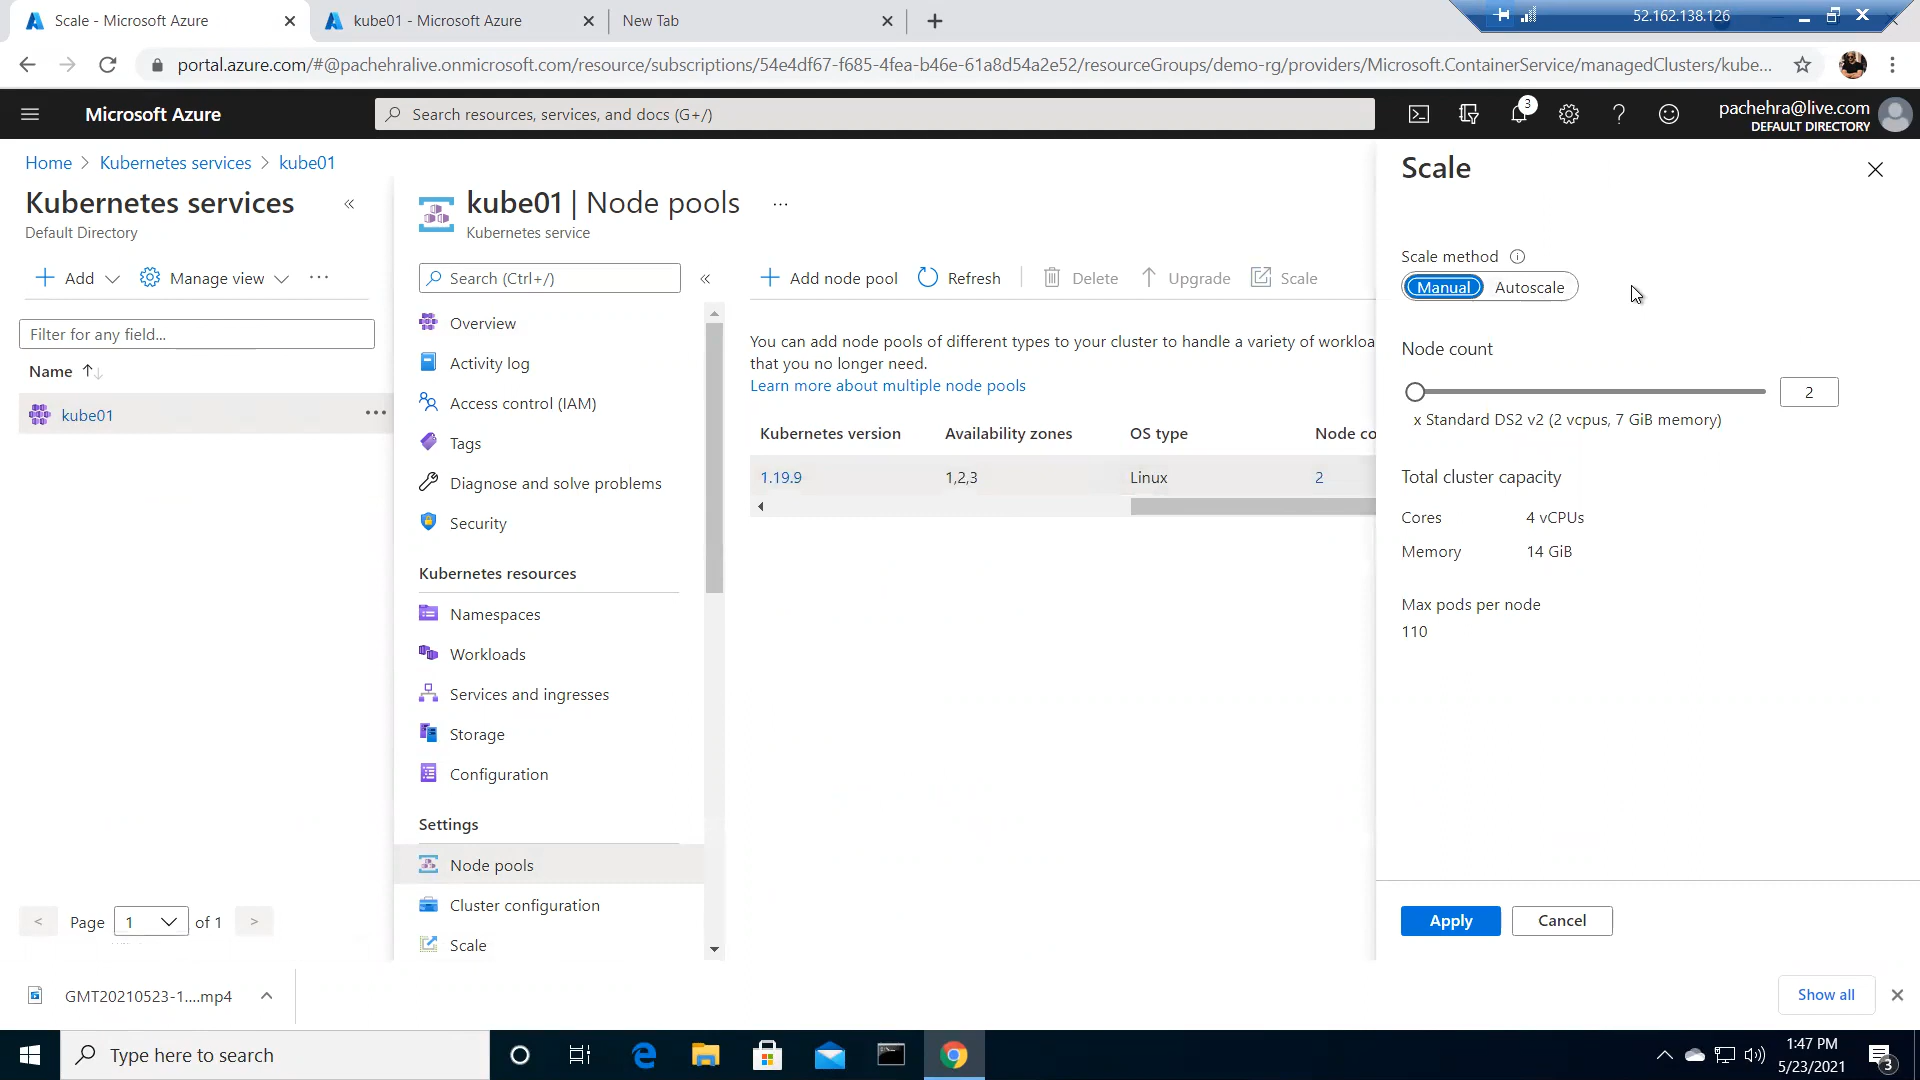 Scale - Microsoft Azure
kube01 - Microsoft Azure
New Tab
52.162.138.126
portal.azure.com/#@pachehralive.onmicrosoft.com/resource/subscriptions/54e4df67-f685-4fea-b46e-61a8d54a2e52/resourceGroups/demo-rg/providers/Microsoft.ContainerService/managedClusters/kube...
Microsoft Azure
Search resources, services, and docs (G+/)
3
pachehra@live.com
DEFAULT DIRECTORY
Home > Kubernetes services > kube01
Kubernetes services
Default Directory
Add
Manage view
Filter for any field...
Name
kube01
Page 1 of 1
kube01 | Node pools
Kubernetes service
Search (Ctrl+/)
Overview
Activity log
Access control (IAM)
Tags
Diagnose and solve problems
Security
Kubernetes resources
Namespaces
Workloads
Services and ingresses
Storage
Configuration
Settings
Node pools
Cluster configuration
Scale
Add node pool
Refresh
Delete
Upgrade
Scale
You can add node pools of different types to your cluster to handle a variety of workloa
that you no longer need.
Learn more about multiple node pools
Kubernetes version Availability zones OS type Node co
1.19.9 1,2,3 Linux 2
Scale
Scale method
Manual Autoscale
Node count
2
x Standard DS2 v2 (2 vcpus, 7 GiB memory)
Total cluster capacity
Cores 4 vCPUs
Memory 14 GiB
Max pods per node
110
Apply Cancel
GMT20210523-1....mp4
Show all
Type here to search
1:47 PM
5/23/2021
3